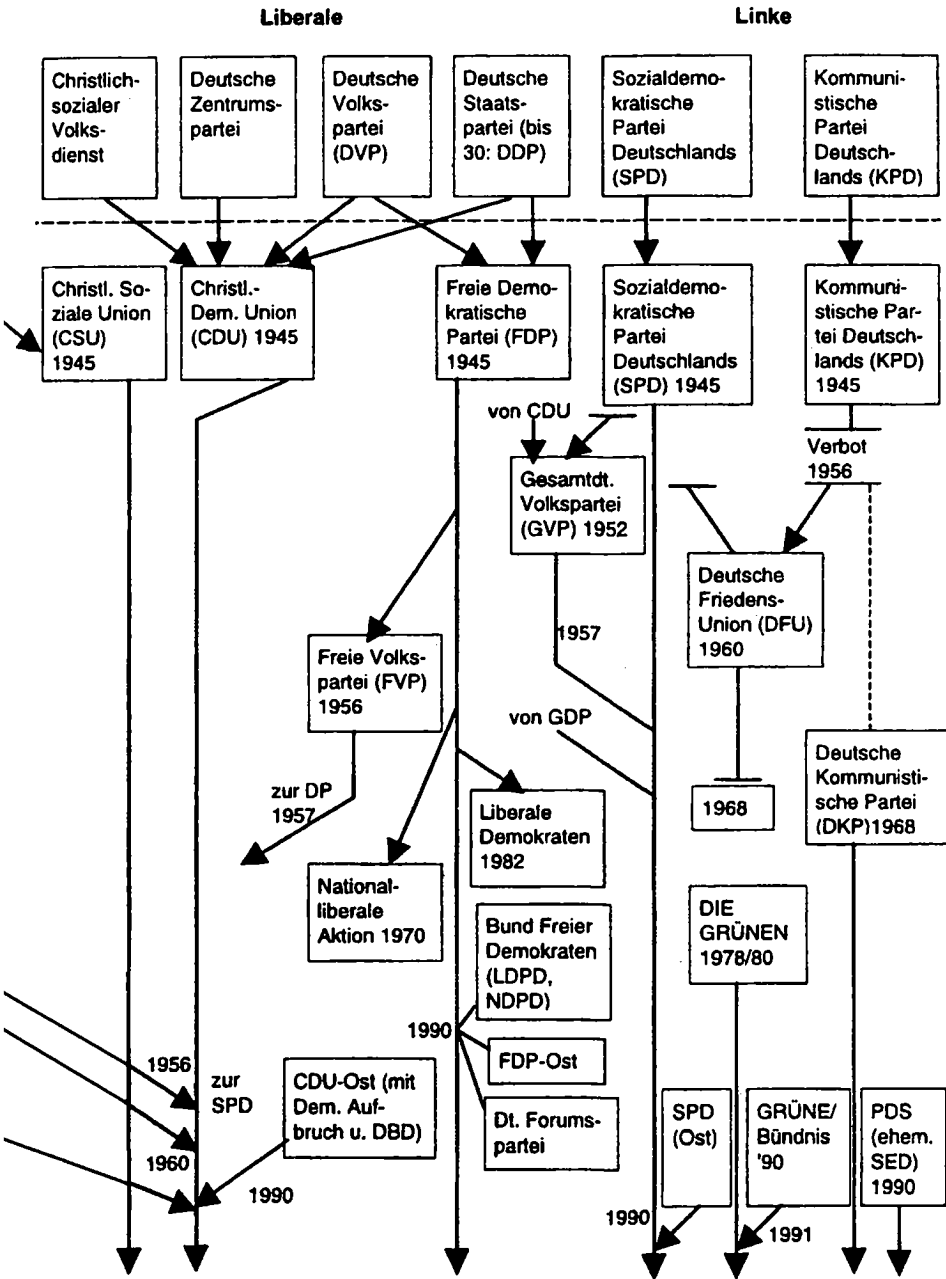 Liberale
Linke
Christlich-
sozialer
Volks-
dienst
Deutsche
Zentrums-
partei
Deutsche
Volks-
partei
(DVP)
Deutsche
Staats-
partei (bis
30: DDP)
Sozialdemo-
kratische
Partei
Deutschlands
(SPD)
Kommuni-
stische
Partei
Deutsch-
lands (KPD)
Christl. So-
ziale Union
(CSU)
1945
Christl.-
Dem. Union
(CDU) 1945
Freie Demo-
kratische
Partei (FDP)
1945
Sozialdemo-
kratische
Partei
Deutschlands
(SPD) 1945
Kommuni-
stische Par-
tei Deutsch-
lands (KPD)
1945
von CDU
Verbot
1956
Gesamtdt.
Volkspartei
(GVP) 1952
Deutsche
Friedens-
Union (DFU)
1960
1957
Freie Volks-
partei (FVP)
1956
von GDP
Deutsche
Kommunisti-
sche Partei
(DKP)1968
zur DP
1957
Liberale
Demokraten
1982
1968
National-
liberale
Aktion 1970
DIE
GRÜNEN
1978/80
Bund Freier
Demokraten
(LDPD,
NDPD)
1990
FDP-Ost
Dt. Forums-
partei
1956
zur
SPD
CDU-Ost (mit
Dem. Auf-
bruch u. DBD)
1960
1990
SPD
(Ost)
GRÜNE/
Bündnis
'90
PDS
(ehem.
SED)
1990
1990
1991